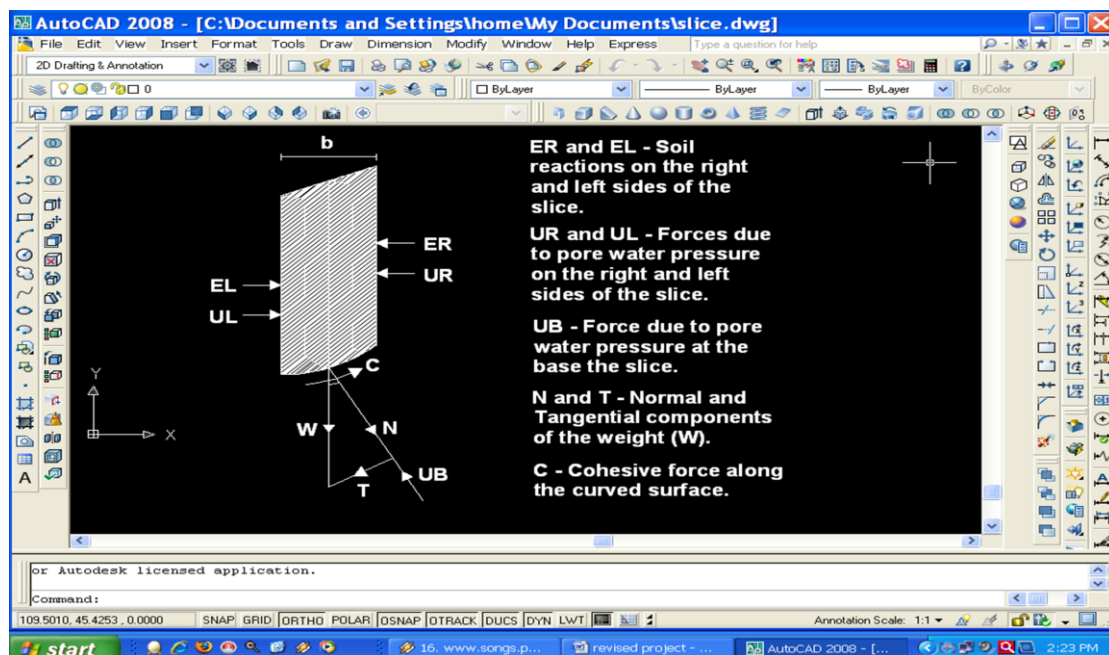 AutoCAD 2008 - [C:\Documents and Settings\home\My Documents\slice.dwg]
File Edit View Insert Format Tools Draw Dimension Modify Window Help Express Type a question for help
2D Drafting & Annotation
0 ByLayer ByLayer ByLayer ByColor
b
ER and EL - Soil
reactions on the right
and left sides of the
slice.
UR and UL - Forces due
to pore water pressure
on the right and left
sides of the slice.
UB - Force due to pore
water pressure at the
base the slice.
N and T - Normal and
Tangential components
of the weight (W).
C - Cohesive force along
the curved surface.
ER
UR
EL
UL
C
W
N
UB
T
Y
X
or Autodesk licensed application.
Command:
109.5010, 45.4253, 0.0000 SNAP GRID ORTHO POLAR OSNAP OTRACK DUCS DYN LWT Annotation Scale: 1:1
start 16. www.songs.p... revised project - ... AutoCAD 2008 - [... 2:23 PM